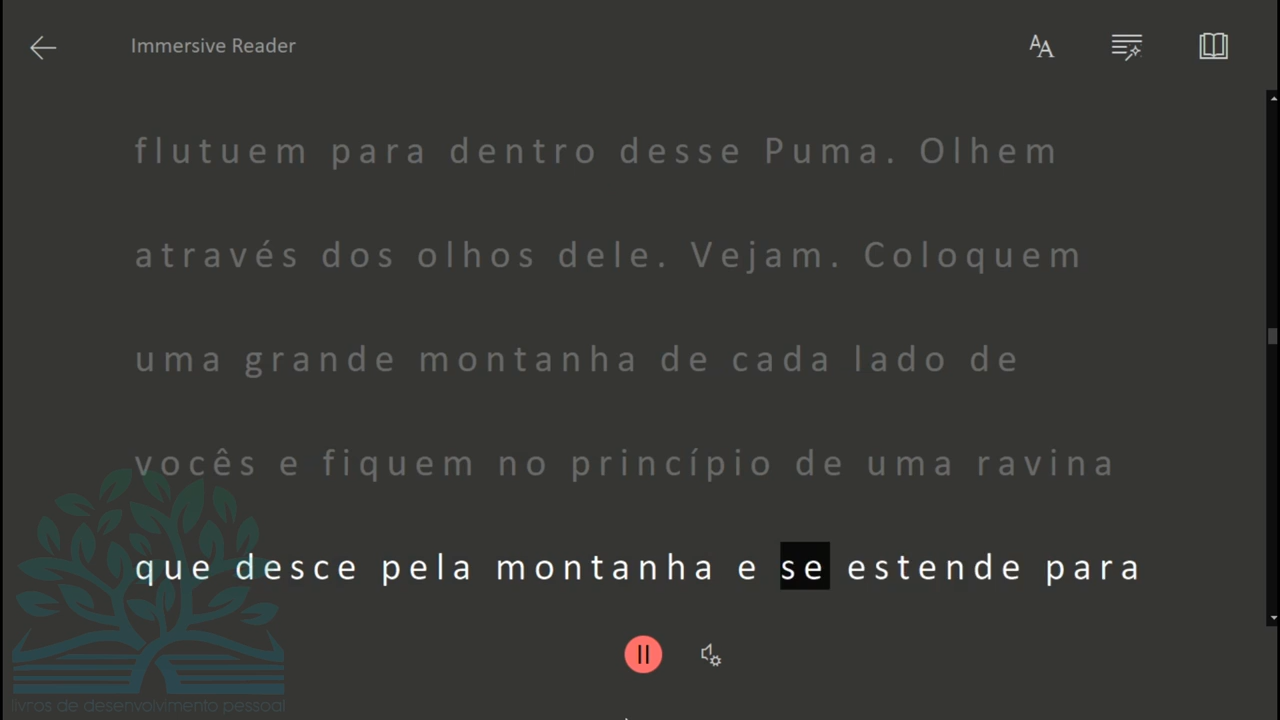 Immersive Reader
flutuem para dentro desse Puma. Olhem
através dos olhos dele. Vejam. Coloquem
uma grande montanha de cada lado de
vocês e fiquem no princípio de uma ravina
que desce pela montanha e se estende para
livros de desenvolvimento pessoal